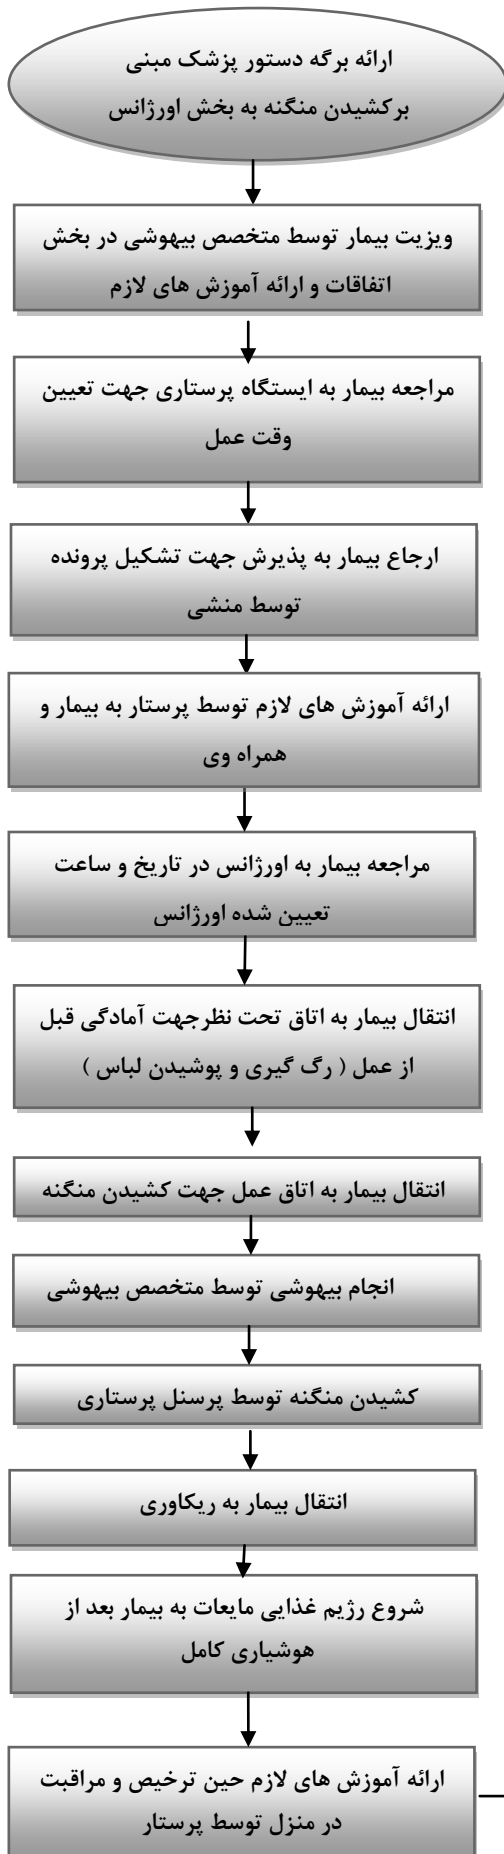 ارائه برگه دستور پزشک مبنی
برکشیدن منگنه به بخش اورژانس
ویزیت بیمار توسط متخصص بیهوشی در بخش
اتفاقات و ارائه آموزش های لازم
مراجعه بیمار به ایستگاه پرستاری جهت تعیین
وقت عمل
ارجاع بیمار به پذیرش جهت تشکیل پرونده
توسط منشی
ارائه آموزش های لازم توسط پرستار به بیمار و
همراه وی
مراجعه بیمار به اورژانس در تاریخ و ساعت
تعیین شده اورژانس
انتقال بیمار به اتاق تحت نظرجهت آمادگی قبل
از عمل ( رگ گیری و پوشیدن لباس )
انتقال بیمار به اتاق عمل جهت کشیدن منگنه
انجام بیهوشی توسط متخصص بیهوشی
کشیدن منگنه توسط پرسنل پرستاری
انتقال بیمار به ریکاوری
شروع رژیم غذایی مایعات به بیمار بعد از
هوشیاری کامل
ارائه آموزش های لازم حین ترخیص و مراقبت
در منزل توسط پرستار